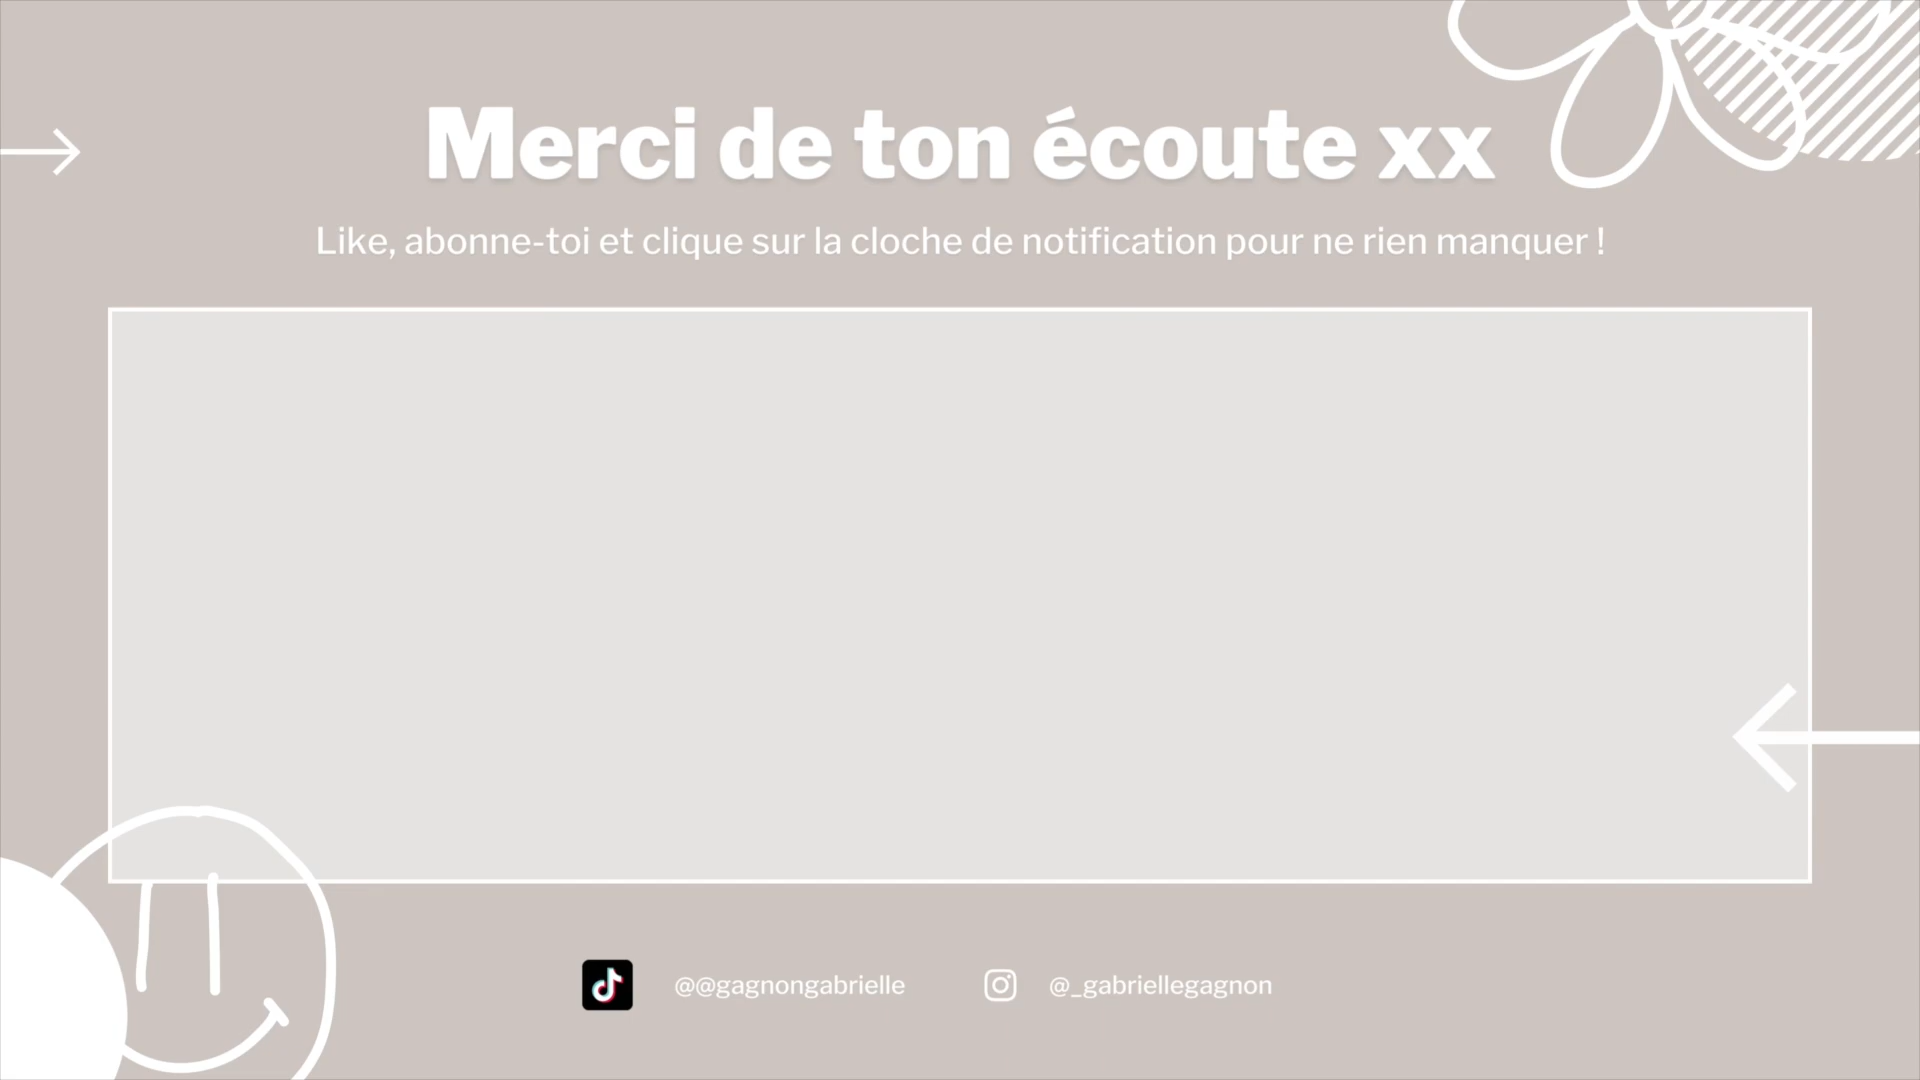 Merci de ton écoute xx
Like, abonne-toi et clique sur la cloche de notification pour ne rien manquer !
@@gagnongabrielle
@_gabriellegagnon